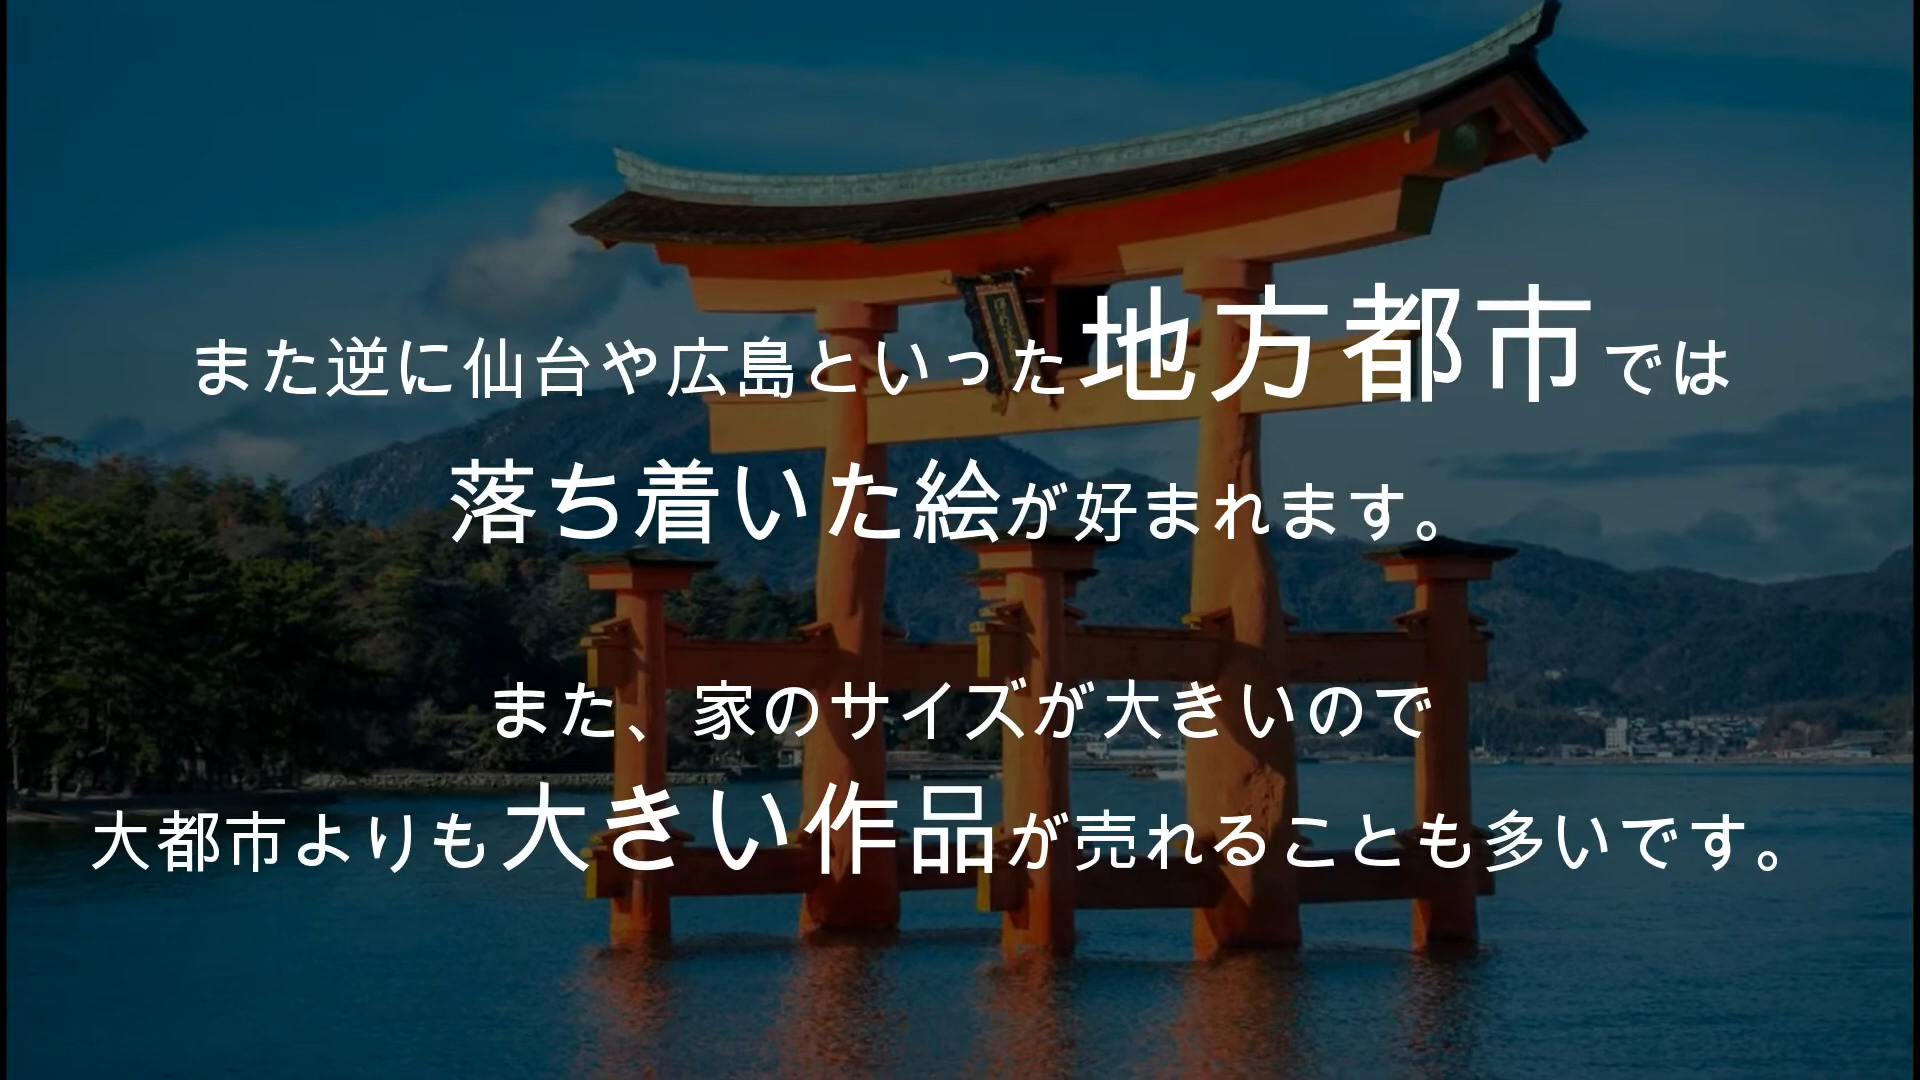 また逆に仙台や広島といった地方都市では
落ち着いた絵が好まれます。
また、家のサイズが大きいので
大都市よりも大きい作品が売れることも多いです。